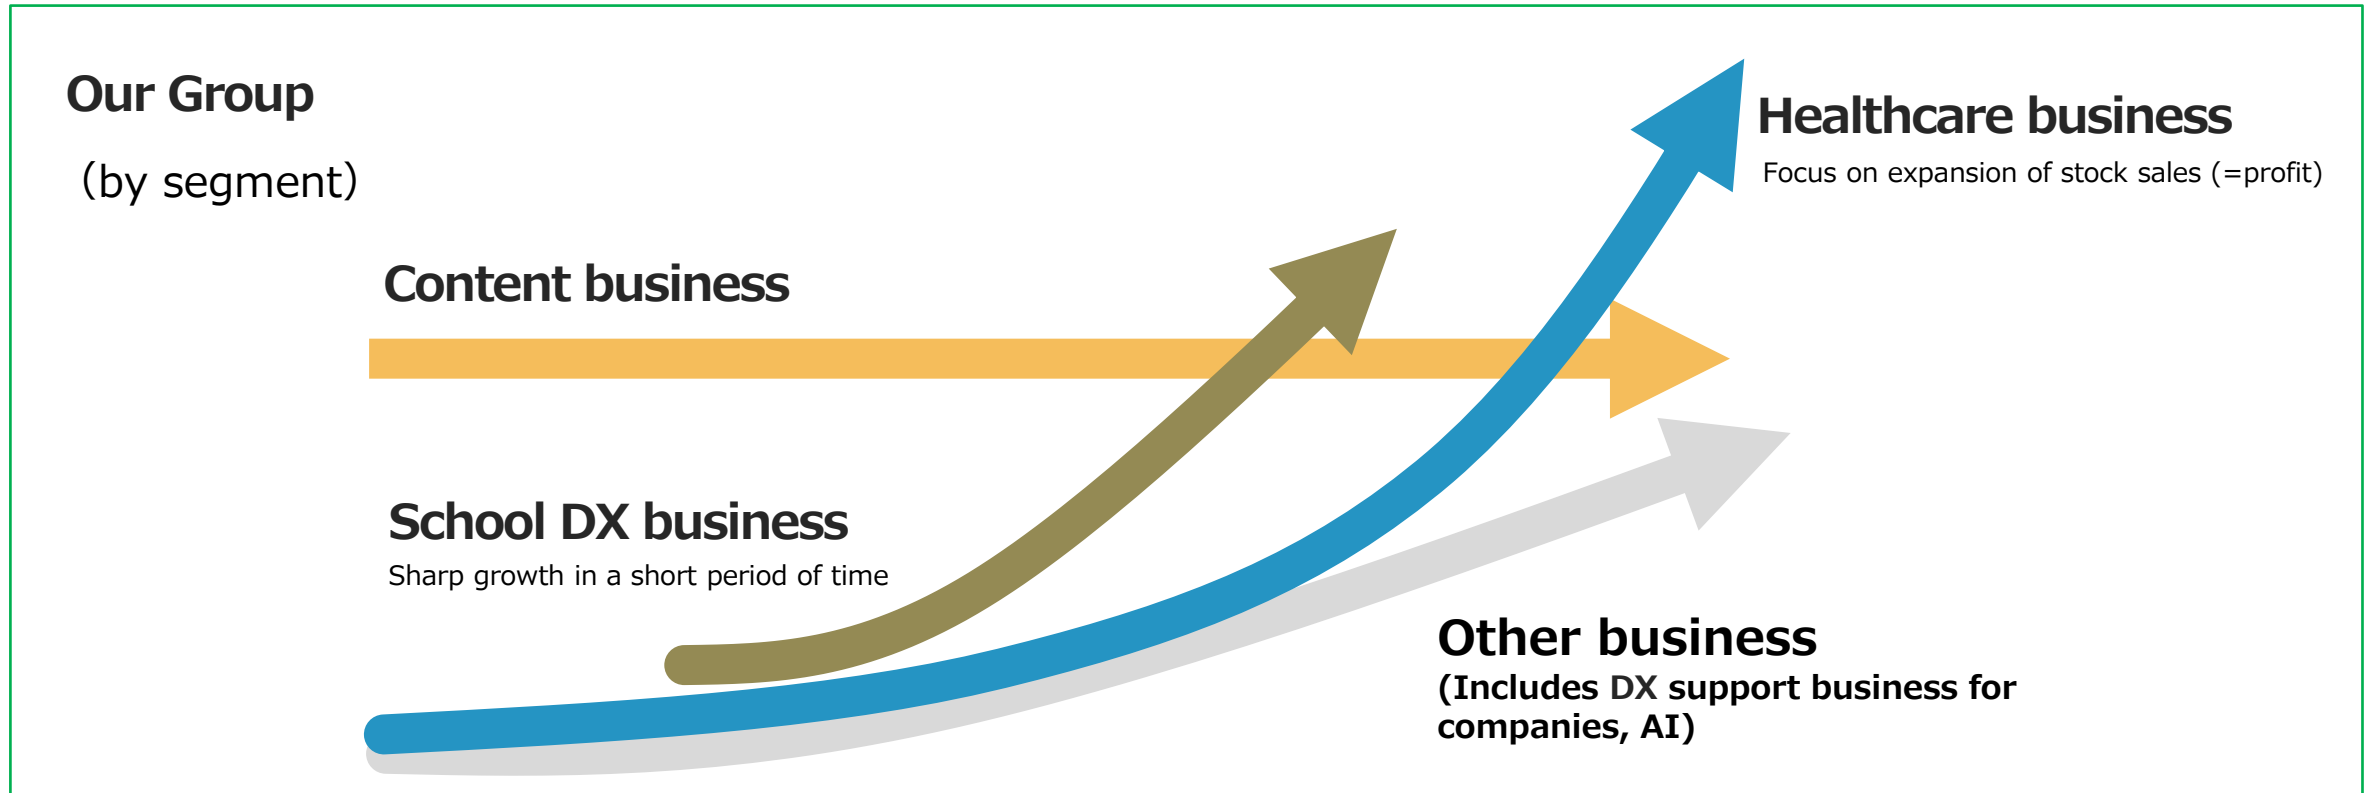 Our Group
（by segment）
Healthcare business
Focus on expansion of stock sales (=profit)
Content business
School DX business
Sharp growth in a short period of time
Other business
(Includes DX support business for
companies, AI)